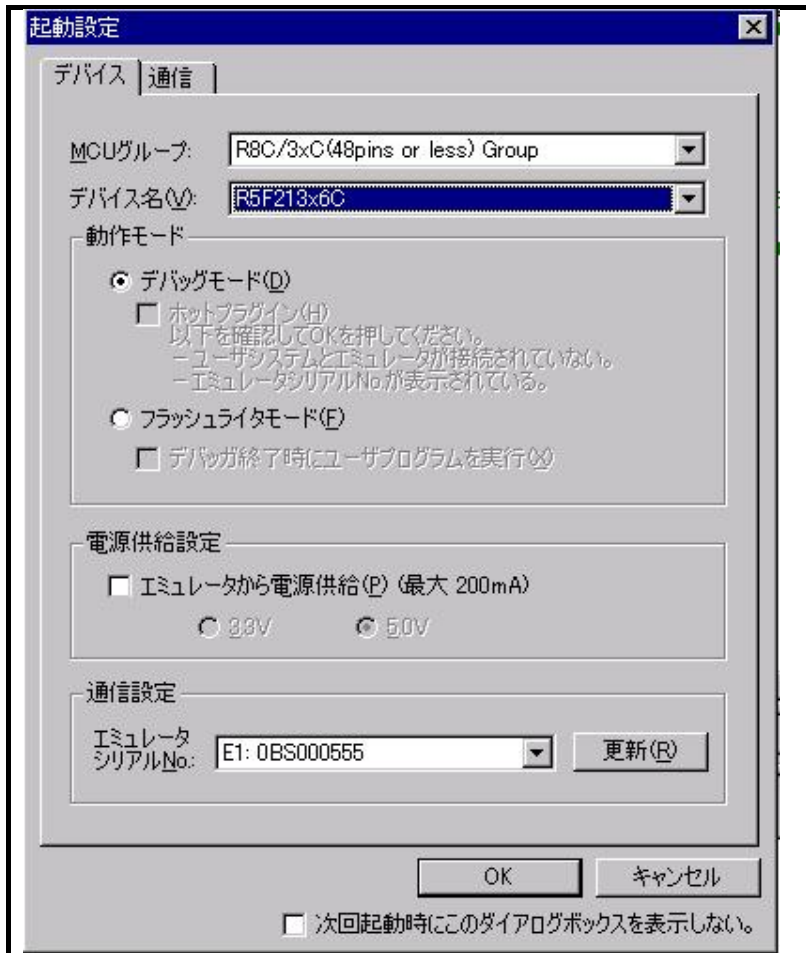 起動設定
デバイス 通信
MCUグループ: R8C/3xC(48pins or less) Group
デバイス名(V): R5F213x6C
動作モード
デバッグモード(D)
ホットプラグイン(H)
以下を確認してOKを押してください。
－ユーザシステムとエミュレータが接続されていない。
－エミュレータシリアルNo.が表示されている。
フラッシュライタモード(F)
デバッガ終了時にユーザプログラムを実行(X)
電源供給設定
エミュレータから電源供給(P) (最大 200mA)
3.3V 5.0V
通信設定
エミュレータ
シリアルNo.: E1: 0BS000555 更新(R)
OK キャンセル
次回起動時にこのダイアログボックスを表示しない。